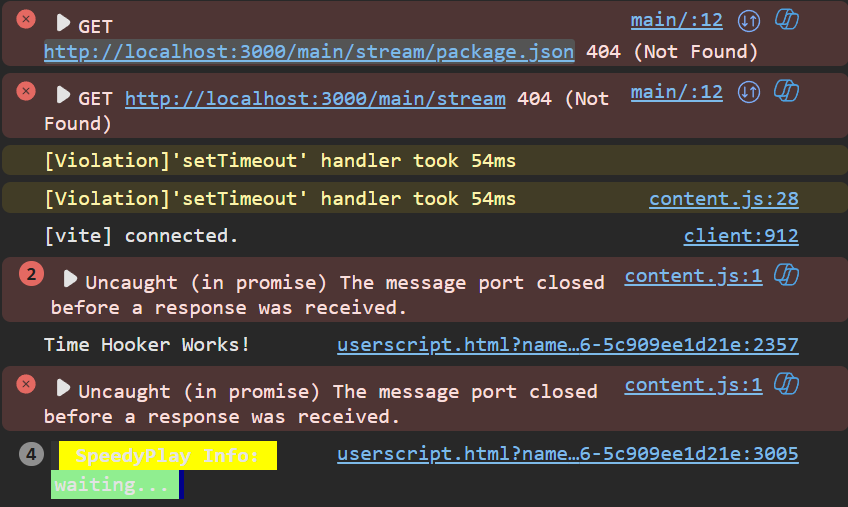 GET main/:12
http://localhost:3000/main/stream/package.json 404 (Not Found)
GET http://localhost:3000/main/stream 404 (Not main/:12
Found)
[Violation]'setTimeout' handler took 54ms
[Violation]'setTimeout' handler took 54ms content.js:28
[vite] connected. client:912
2 Uncaught (in promise) The message port closed content.js:1
before a response was received.
Time Hooker Works! userscript.html?name…6-5c909ee1d21e:2357
Uncaught (in promise) The message port closed content.js:1
before a response was received.
4 SpeedyPlay Info: userscript.html?name…6-5c909ee1d21e:3005
waiting...